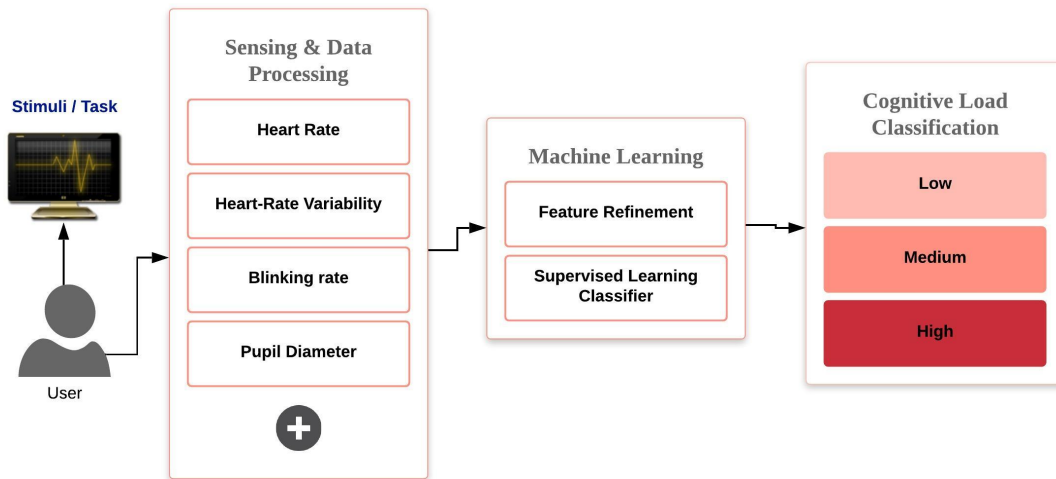 Stimuli / Task
User
Sensing & Data
Processing
Heart Rate
Heart-Rate Variability
Blinking rate
Pupil Diameter
Machine Learning
Feature Refinement
Supervised Learning
Classifier
Cognitive Load
Classification
Low
Medium
High